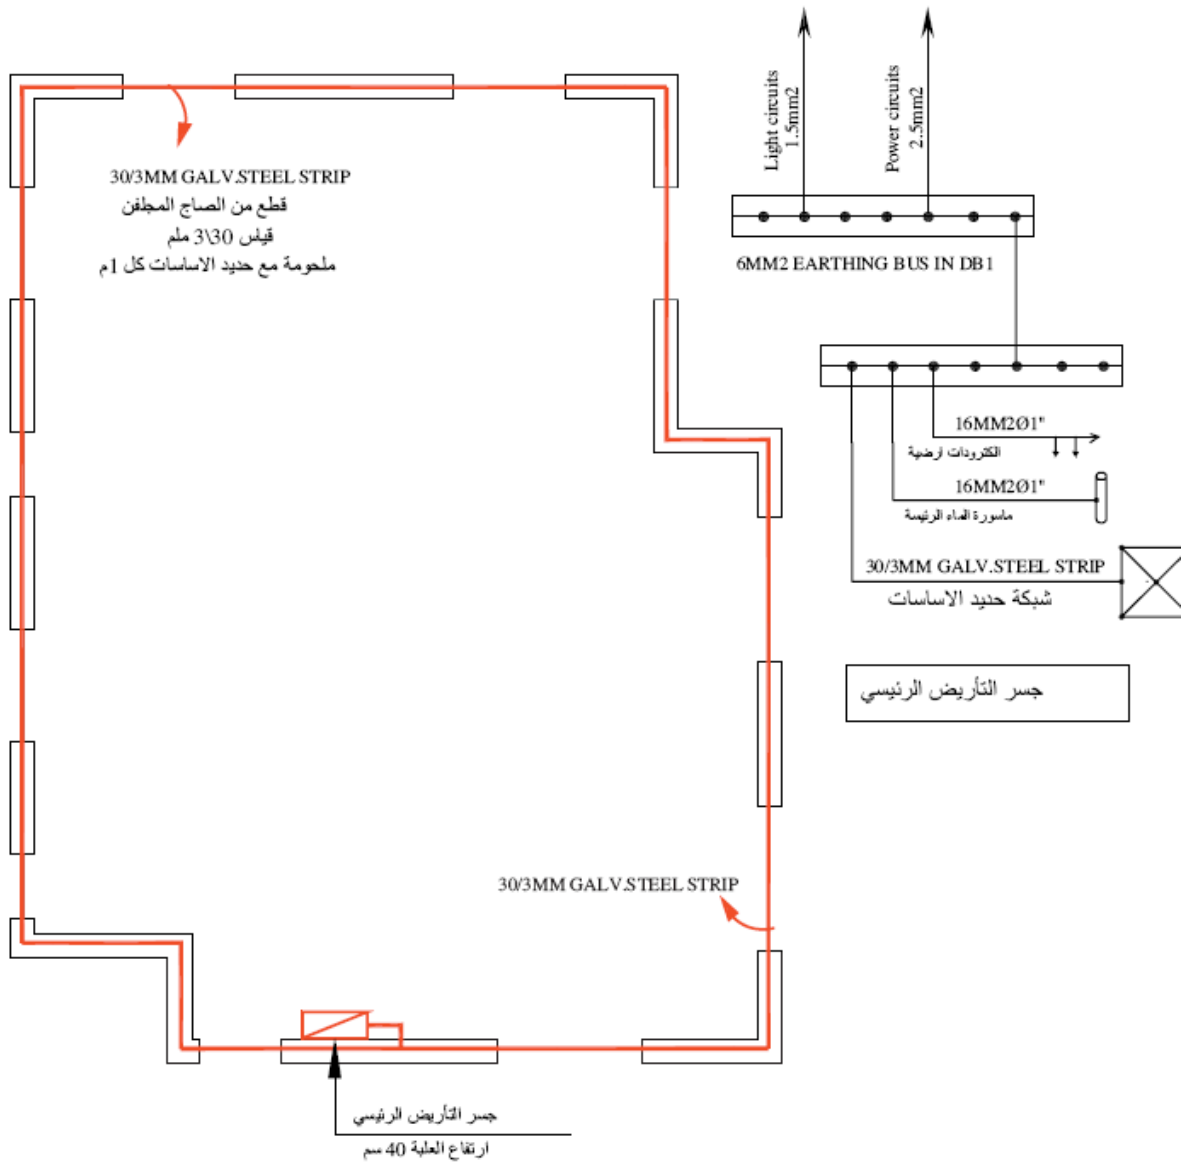 Light circuits
1.5mm2
Power circuits
2.5mm2
30/3MM GALV.STEEL STRIP
قطع من الصاج المجلفن
قياس 30\3 ملم
ملحومة مع حديد الاساسات كل 1م
6MM2 EARTHING BUS IN DB1
16MM2Ø1"
الكترودات ارضية
16MM2Ø1"
ماسورة الماء الرئيسة
30/3MM GALV.STEEL STRIP
شبكة حديد الاساسات
جسر التأريض الرئيسي
30/3MM GALV.STEEL STRIP
جسر التأريض الرئيسي
ارتفاع العلبة 40 سم